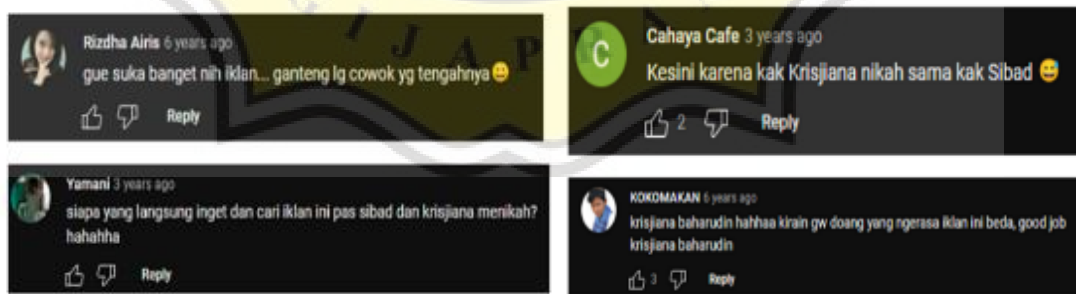 Rizdha Airis 6 years ago
gue suka banget nih iklan... ganteng lg cowok yg tengahnya😀
Reply
C
Cahaya Cafe 3 years ago
Kesini karena kak Krisjiana nikah sama kak Sibad 😅
2 Reply
Yamani 3 years ago
siapa yang langsung inget dan cari iklan ini pas sibad dan krisjiana menikah?
hahahha
Reply
KOKOMAKAN 6 years ago
krisjiana baharudin hahhaa kirain gw doang yang ngerasa iklan ini beda, good job
krisjiana baharudin
3 Reply
I J A P R A